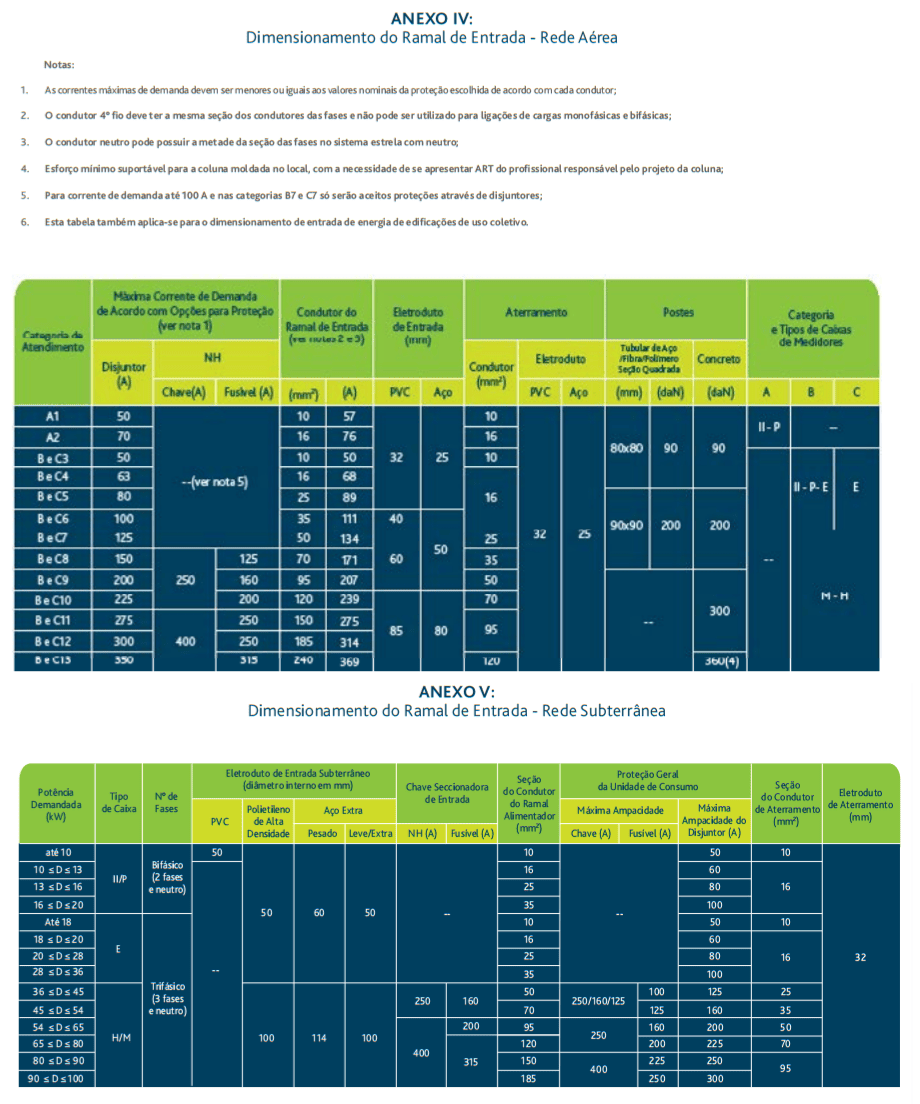 ANEXO IV:
Dimensionamento do Ramal de Entrada - Rede Aérea
Notas:
1. As correntes máximas de demanda devem ser menores ou iguais aos valores nominais da proteção escolhida de acordo com cada condutor;
2. O condutor 4º fio deve ter a mesma seção dos condutores das fases e não pode ser utilizado para ligações de cargas monofásicas e bifásicas;
3. O condutor neutro pode possuir a metade da seção das fases no sistema estrela com neutro;
4. Esforço mínimo suportável para a coluna moldada no local, com a necessidade de se apresentar ART do profissional responsável pelo projeto da coluna;
5. Para corrente de demanda até 100 A e nas categorias B7 e C7 só serão aceitos proteções através de disjuntores;
6. Esta tabela também aplica-se para o dimensionamento de entrada de energia de edificações de uso coletivo.
Categoria de
Atendimento
Máxima Corrente de Demanda
de Acordo com Opções para Proteção
(ver nota 1)
Condutor do
Ramal de Entrada
(ver notas 2 e 3)
Eletroduto
de Entrada
(mm)
Aterramento
Postes
Categoria
e Tipos de Caixas
de Medidores
Disjuntor
(A)
NH
Condutor
(mm²)
Eletroduto
Tubular de Aço
/Fibra/Polímero
Seção Quadrada
Concreto
Chave(A) Fusível (A) (mm²) (A) PVC Aço PVC Aço (mm) (daN) (daN) A B C
A1 50 10 57 10
II - P --
A2 70 16 76 16
80x80 90 90
B e C3 50 10 50 32 25 10
B e C4 63 --(ver nota 5) 16 68
II - P- E E
B e C5 80 25 89 16
B e C6 100 35 111 40
90x90 200 200
B e C7 125 50 134 25 32 25
50
B e C8 150 125 70 171 60 35 --
B e C9 200 250 160 95 207 50
B e C10 225 200 120 239 70 M - H
300
B e C11 275 250 150 275 --
85 80 95
B e C12 300 400 250 185 314
B e C13 350 315 240 369 120 360(4)
ANEXO V:
Dimensionamento do Ramal de Entrada - Rede Subterrânea
Potência
Demandada
(kW)
Tipo
de Caixa
Nº de
Fases
Eletroduto de Entrada Subterrâneo
(diâmetro interno em mm)
Chave Seccionadora
de Entrada
Seção
do Condutor
do Ramal
Alimentador
(mm²)
Proteção Geral
da Unidade de Consumo
Seção
do Condutor
de Aterramento
(mm²)
Eletroduto
de Aterramento
(mm)
PVC
Polietileno
de Alta
Densidade
Aço Extra
Máxima Ampacidade
Máxima
Ampacidade do
Disjuntor (A)
Pesado Leve/Extra NH (A) Fusível (A) Chave (A) Fusível (A)
até 10 50 10 50 10
10 ≤ D ≤ 13 Bifásico 16 60
13 ≤ D ≤ 16 II/P (2 fases 25 80 16
16 ≤ D ≤ 20 e neutro) 35 100
50 60 50 -- --
Até 18 10 50 10
18 ≤ D ≤ 20 16 60
E
20 ≤ D ≤ 28 25 80 16 32
28 ≤ D ≤ 36 -- 35 100
36 ≤ D ≤ 45 Trifásico 50 100 125 25
(3 fases 250 160 250/160/125
45 ≤ D ≤ 54 e neutro) 70 125 160 35
54 ≤ D ≤ 65 200 95 160 200 50
H/M 100 114 100 250
65 ≤ D ≤ 80 120 200 225 70
400 315
80 ≤ D ≤ 90 150 225 250
400 95
90 ≤ D ≤100 185 250 300